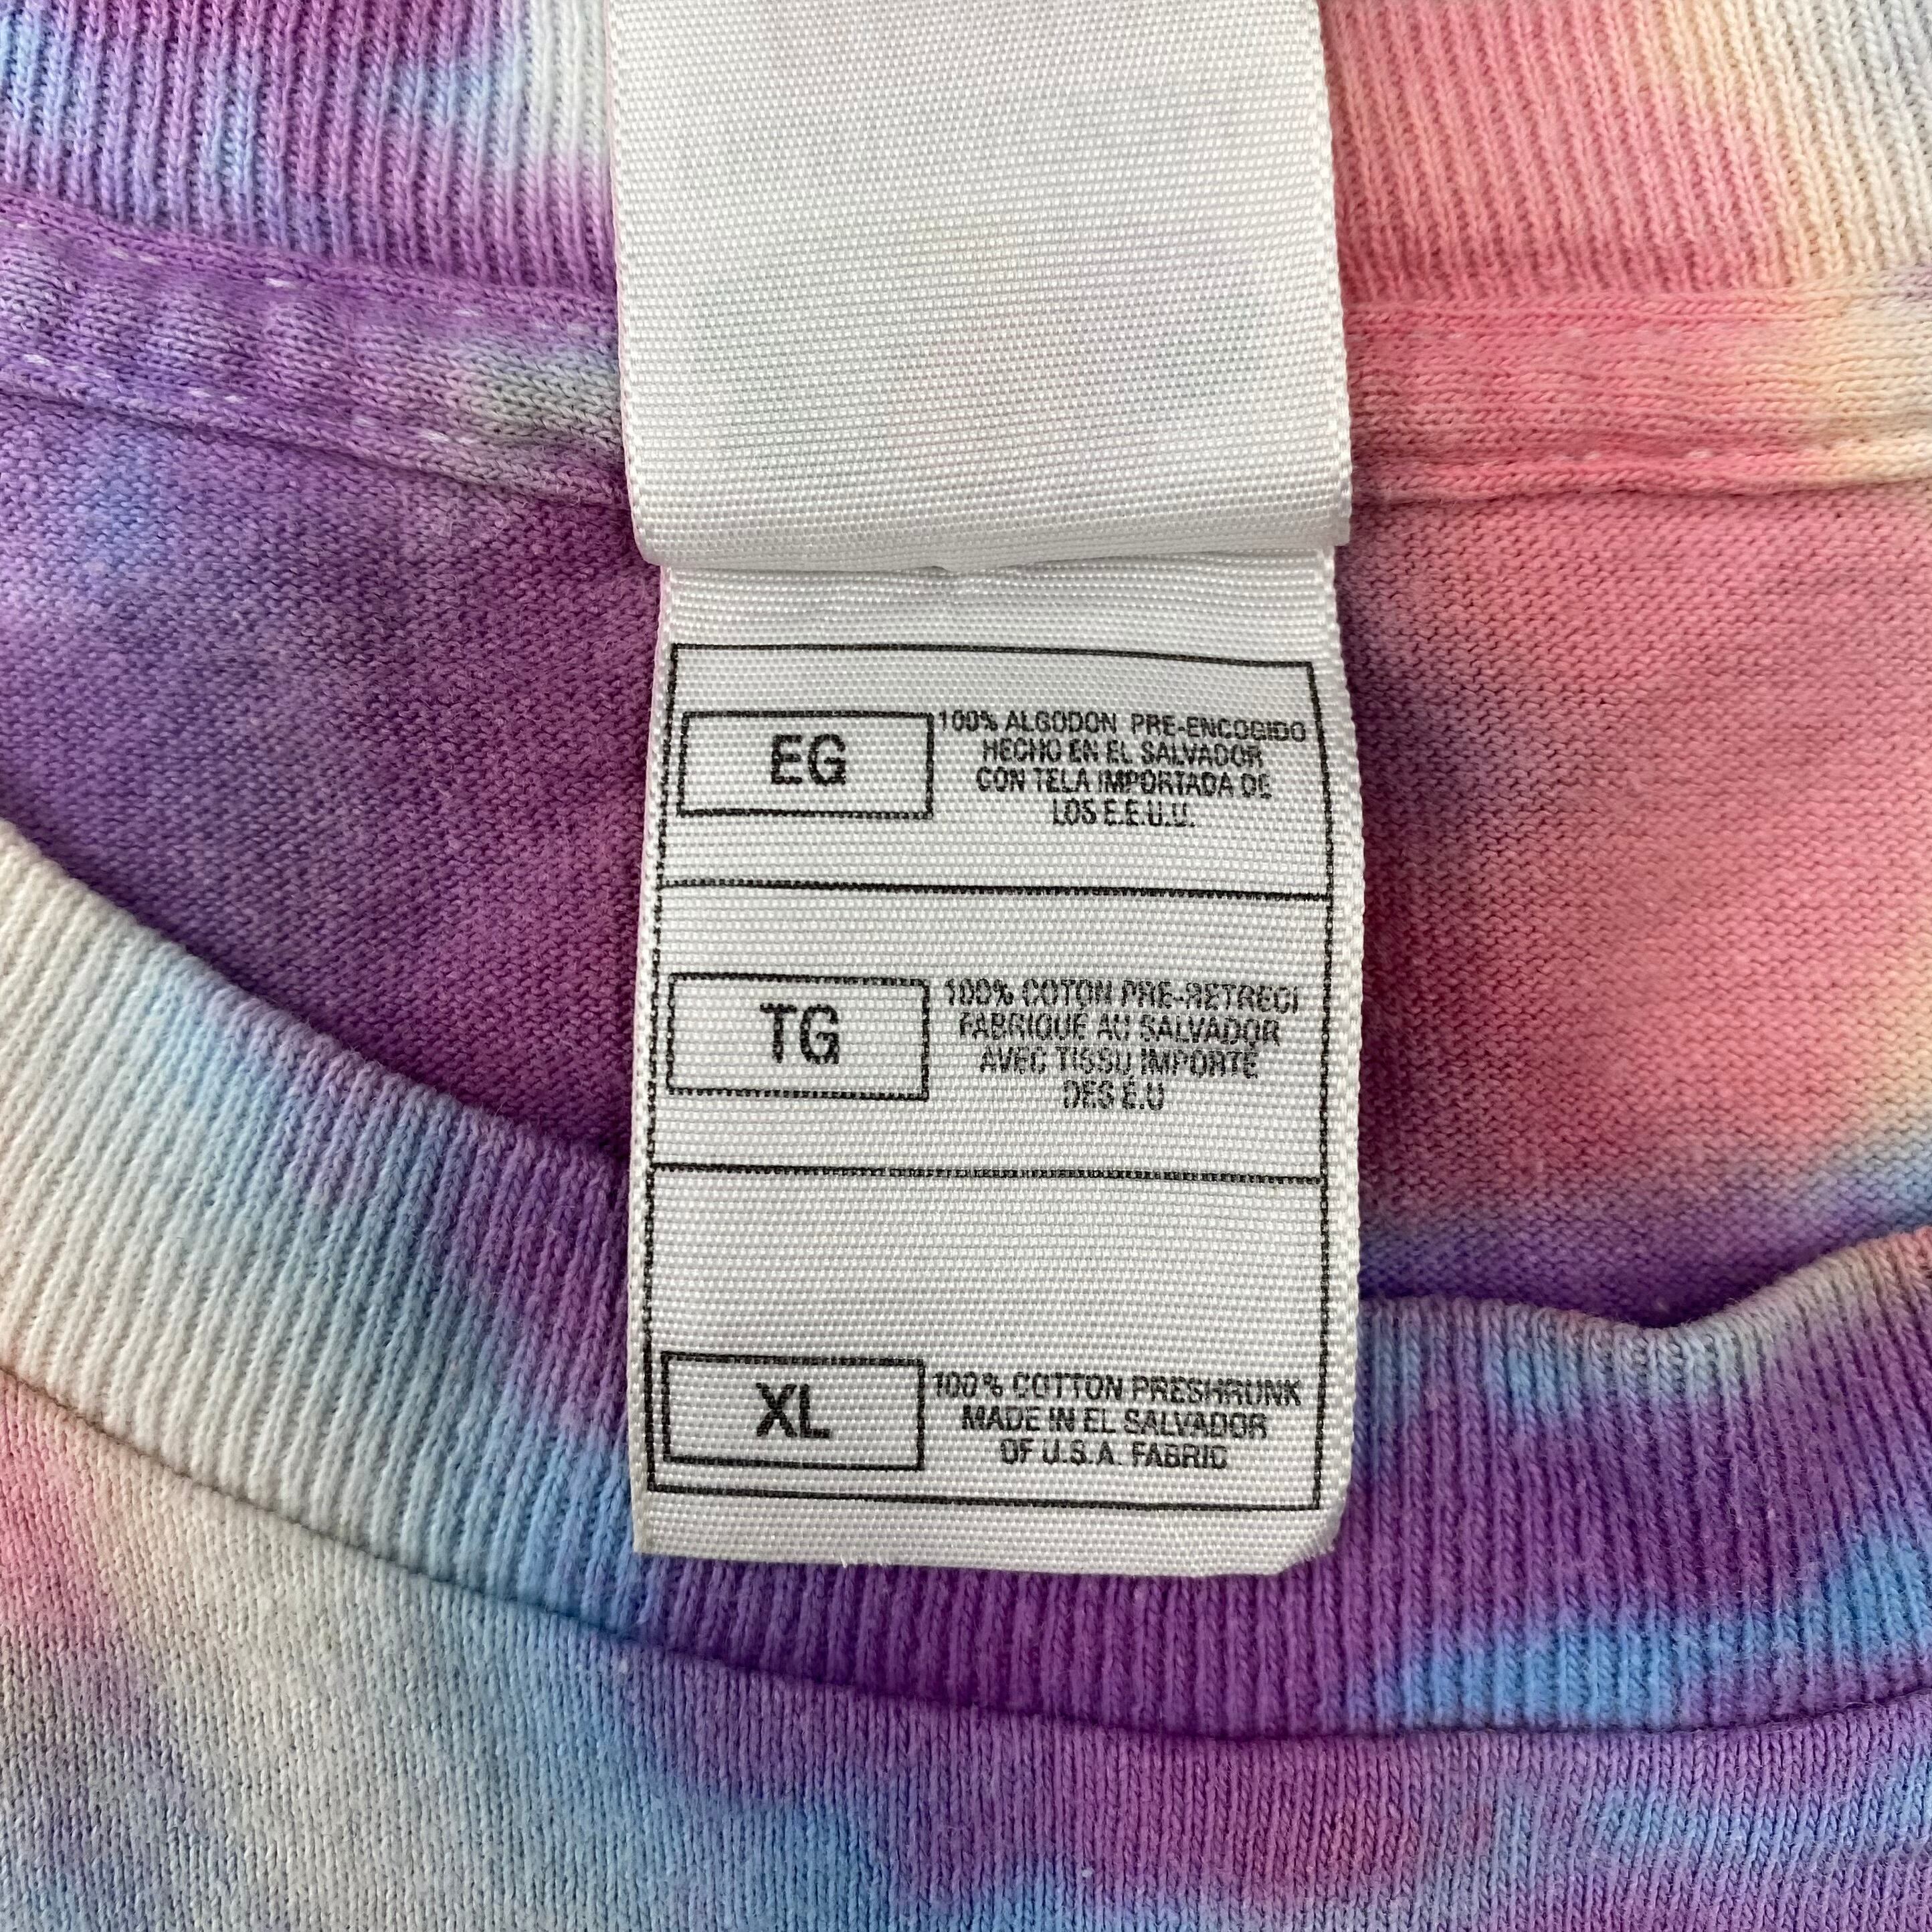 EG
100% ALGODON PRE-ENCOGIDO
HECHO EN EL SALVADOR
CON TELA IMPORTADA DE
LOS E.E.U.U.
TG
100% COTON PRE-RETRECI
FABRIQUE AU SALVADOR
AVEC TISSU IMPORTE
DES É.U
XL
100% COTTON PRESHRUNK
MADE IN EL SALVADOR
OF U.S.A. FABRIC